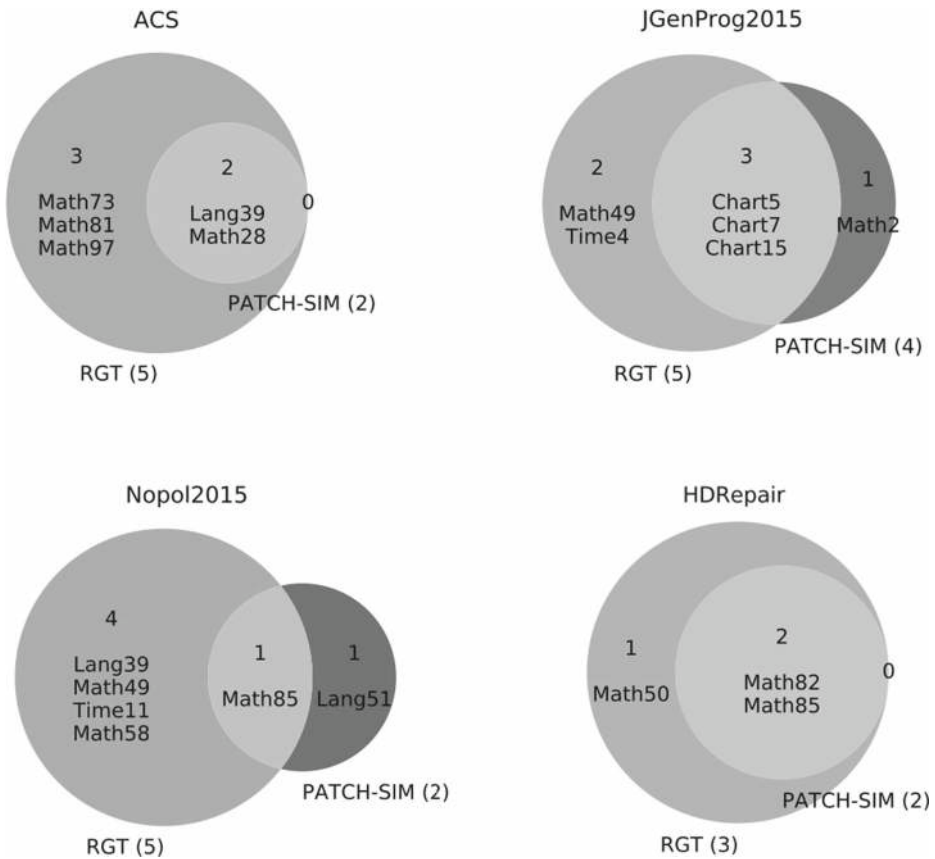 ACS
3
Math73
Math81
Math97
2
Lang39
Math28
0
PATCH-SIM (2)
RGT (5)
JGenProg2015
2
Math49
Time4
3
Chart5
Chart7
Chart15
1
Math2
PATCH-SIM (4)
RGT (5)
Nopol2015
4
Lang39
Math49
Time11
Math58
1
Math85
1
Lang51
PATCH-SIM (2)
RGT (5)
HDRepair
1
Math50
2
Math82
Math85
0
PATCH-SIM (2)
RGT (3)